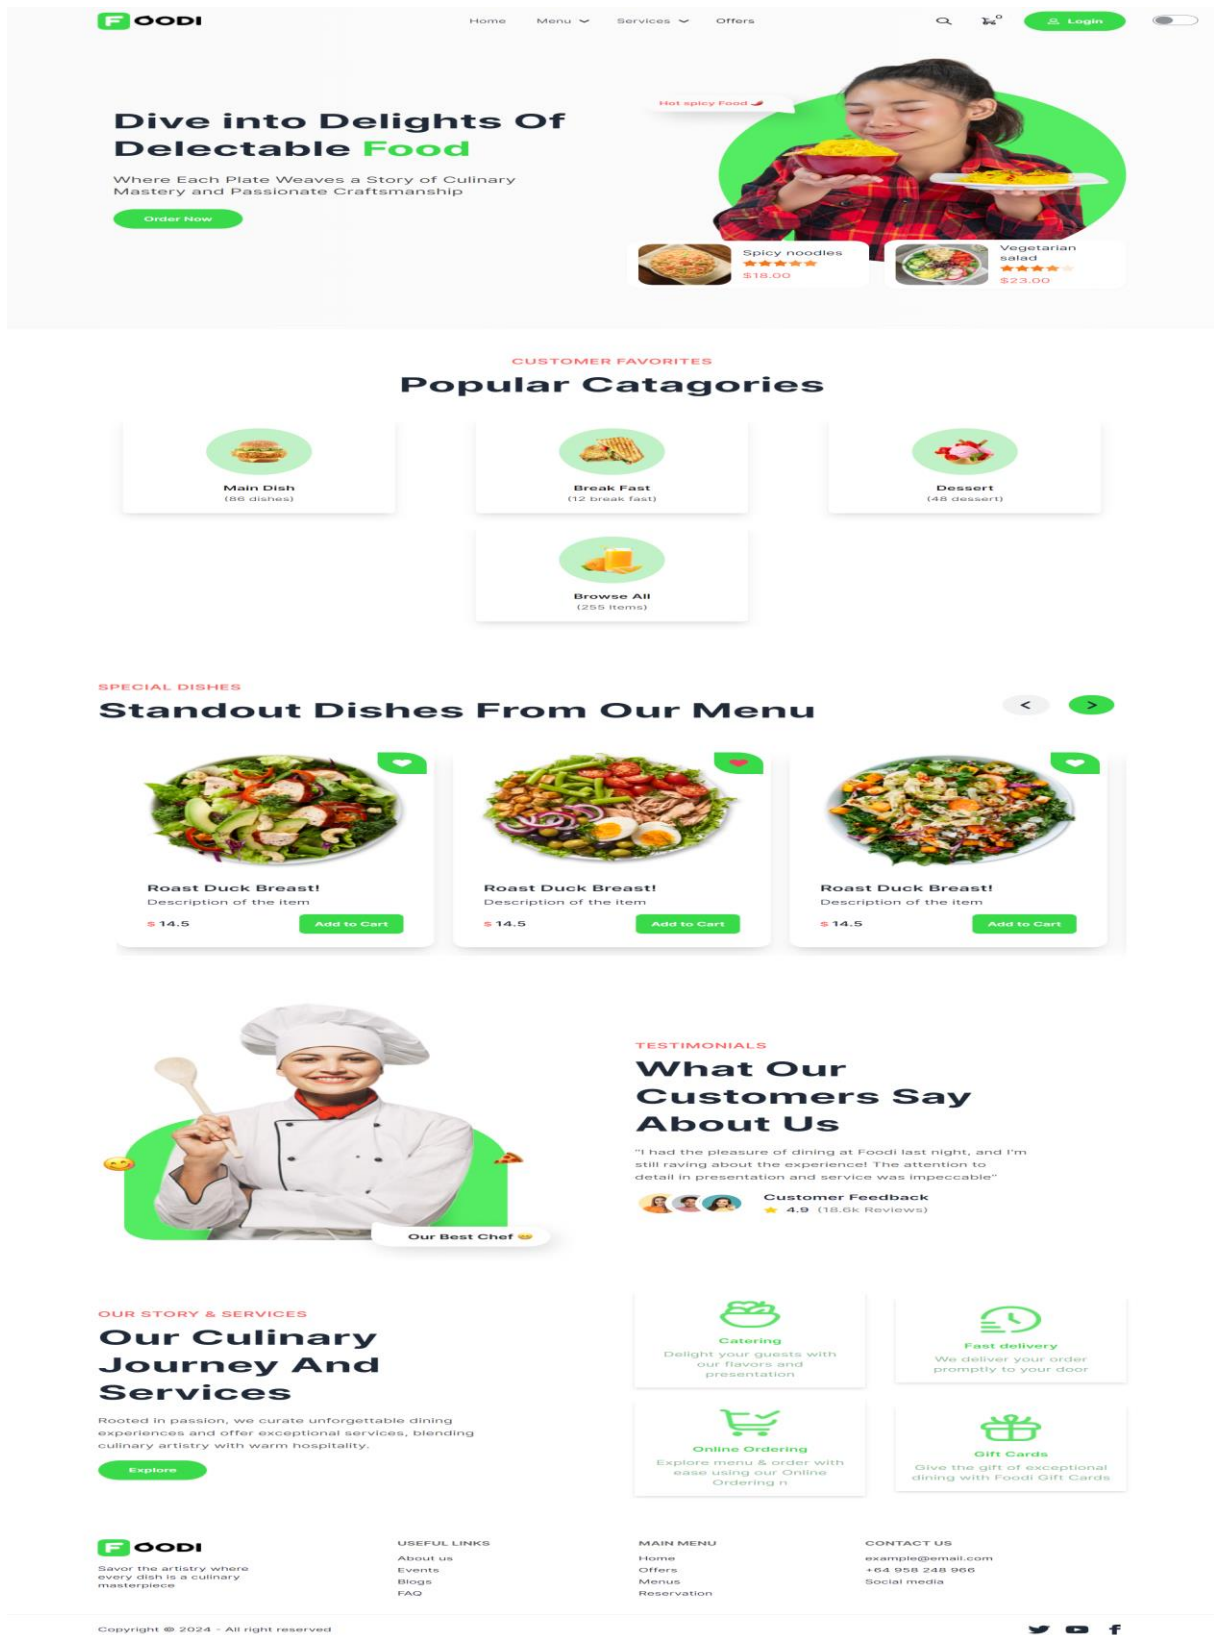 FOODI
Home Menu Services Offers
0
Login
Hot spicy Food
Dive into Delights Of
Delectable Food
Where Each Plate Weaves a Story of Culinary
Mastery and Passionate Craftsmanship
Order Now
Spicy noodles
$18.00
Vegetarian
salad
$23.00
CUSTOMER FAVORITES
Popular Catagories
Main Dish
(86 dishes)
Break Fast
(12 break fast)
Dessert
(48 dessert)
Browse All
(255 Items)
SPECIAL DISHES
Standout Dishes From Our Menu
< >
Roast Duck Breast!
Description of the item
$ 14.5 Add to Cart
Roast Duck Breast!
Description of the item
$ 14.5 Add to Cart
Roast Duck Breast!
Description of the item
$ 14.5 Add to Cart
Our Best Chef
TESTIMONIALS
What Our
Customers Say
About Us
“I had the pleasure of dining at Foodi last night, and I’m
still raving about the experience! The attention to
detail in presentation and service was impeccable”
Customer Feedback
4.9 (18.6k Reviews)
OUR STORY & SERVICES
Our Culinary
Journey And
Services
Rooted in passion, we curate unforgettable dining
experiences and offer exceptional services, blending
culinary artistry with warm hospitality.
Explore
Catering
Delight your guests with
our flavors and
presentation
Fast delivery
We deliver your order
promptly to your door
Online Ordering
Explore menu & order with
ease using our Online
Ordering n
Gift Cards
Give the gift of exceptional
dining with Foodi Gift Cards
FOODI
Savor the artistry where
every dish is a culinary
masterpiece
USEFUL LINKS
About us
Events
Blogs
FAQ
MAIN MENU
Home
Offers
Menus
Reservation
CONTACT US
example@email.com
+64 958 248 966
Social media
Copyright © 2024 - All right reserved